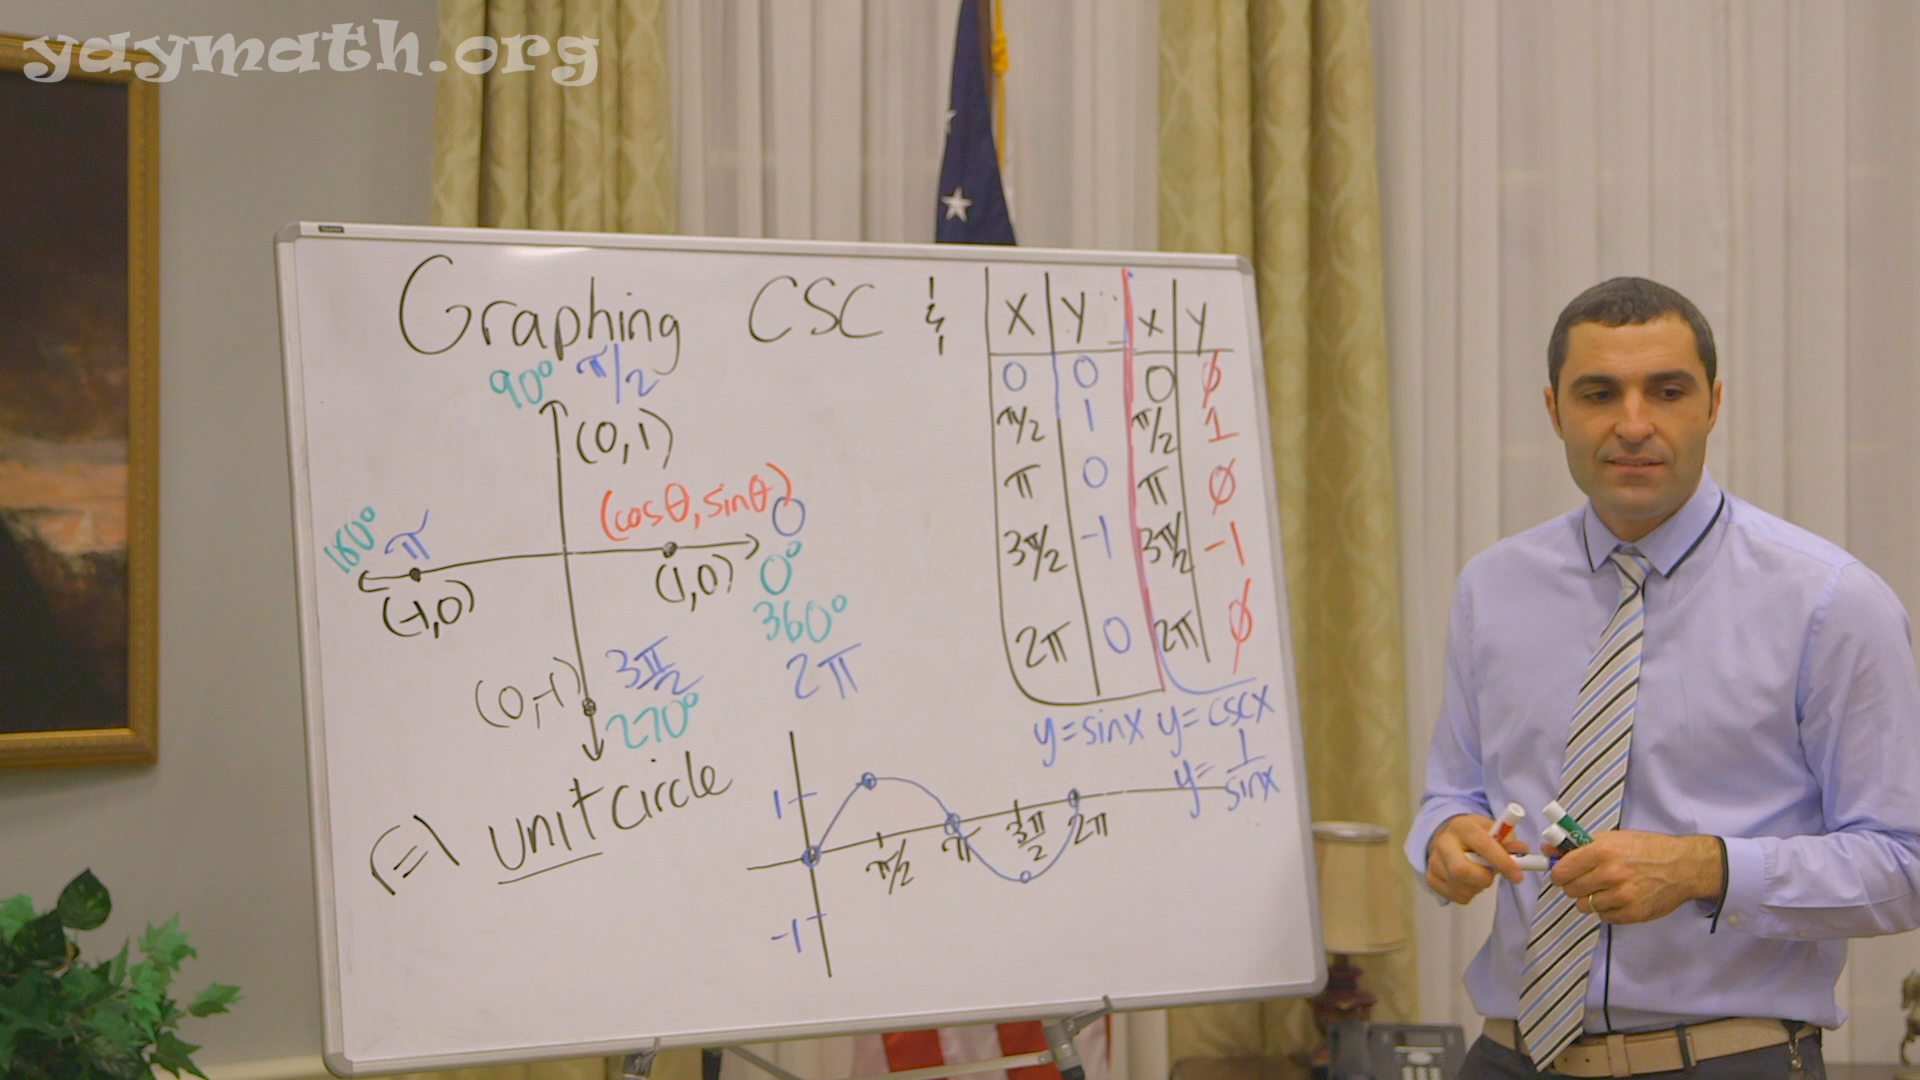 yaymath.org
Graphing CSC &
90° π/2
(0,1)
(cosθ, sinθ)
0
180° π
(-1,0)
(1,0)
0°
360°
2π
(0,-1)
3π/2
270°
r=1 unit circle
X Y X Y
0 0 0 ∅
π/2 1 π/2 1
π 0 π ∅
3π/2 -1 3π/2 -1
2π 0 2π ∅
y=sinx y=cscx
y=1/sinx
1
π/2 π 3π/2 2π
-1